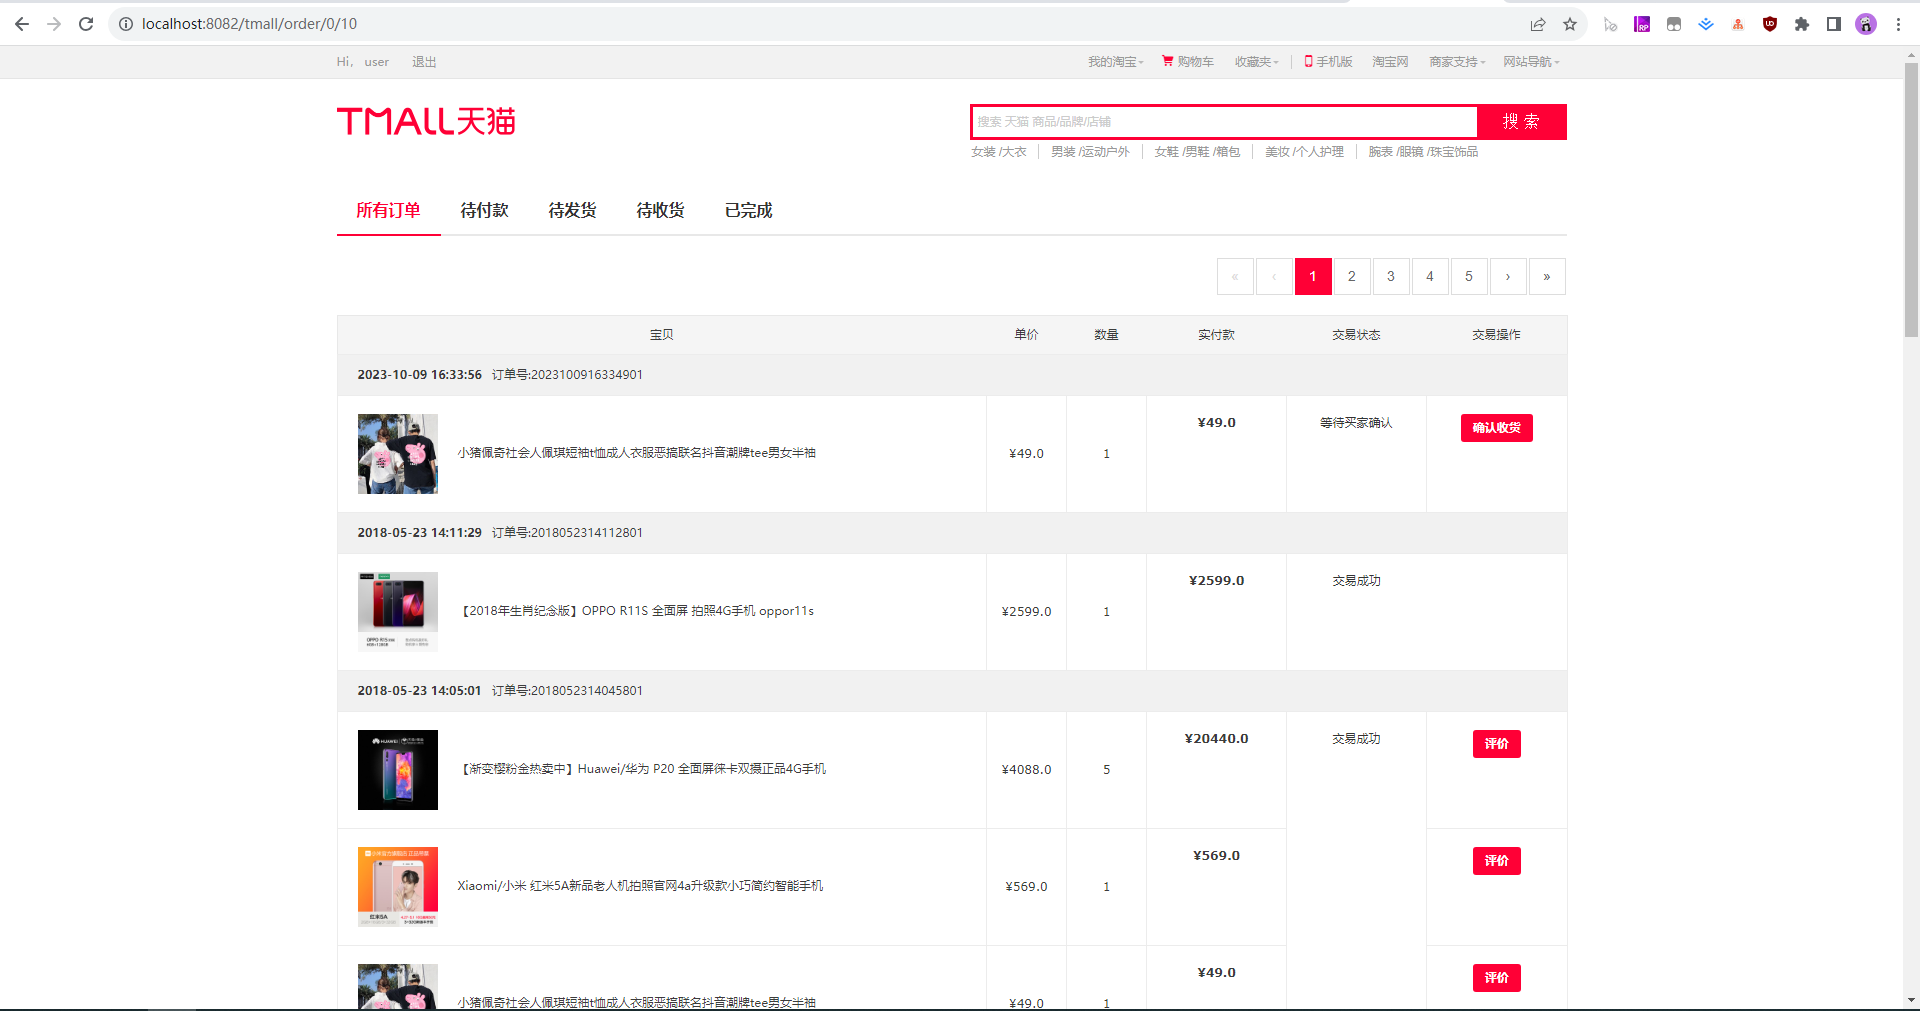 localhost:8082/tmall/order/0/10
Hi, user 退出 我的淘宝 购物车 收藏夹 手机版 淘宝网 商家支持 网站导航
TMALL天猫
搜索 天猫 商品/品牌/店铺 搜 索
女装 /大衣 男装 /运动户外 女鞋 /男鞋 /箱包 美妆 /个人护理 腕表 /眼镜 /珠宝饰品
所有订单 待付款 待发货 待收货 已完成
« ‹ 1 2 3 4 5 › »
宝贝 单价 数量 实付款 交易状态 交易操作
2023-10-09 16:33:56 订单号:2023100916334901
小猪佩奇社会人佩琪短袖t恤成人衣服恶搞联名抖音潮牌tee男女半袖 ¥49.0 1 ¥49.0 等待买家确认 确认收货
2018-05-23 14:11:29 订单号:2018052314112801
【2018年生肖纪念版】OPPO R11S 全面屏 拍照4G手机 oppor11s ¥2599.0 1 ¥2599.0 交易成功
2018-05-23 14:05:01 订单号:2018052314045801
【渐变樱粉金热卖中】Huawei/华为 P20 全面屏徕卡双摄正品4G手机 ¥4088.0 5 ¥20440.0 交易成功 评价
Xiaomi/小米 红米5A新品老人机拍照官网4a升级款小巧简约智能手机 ¥569.0 1 ¥569.0 评价
红米5A
小猪佩奇社会人佩琪短袖t恤成人衣服恶搞联名抖音潮牌tee男女半袖 ¥49.0 1 ¥49.0 评价